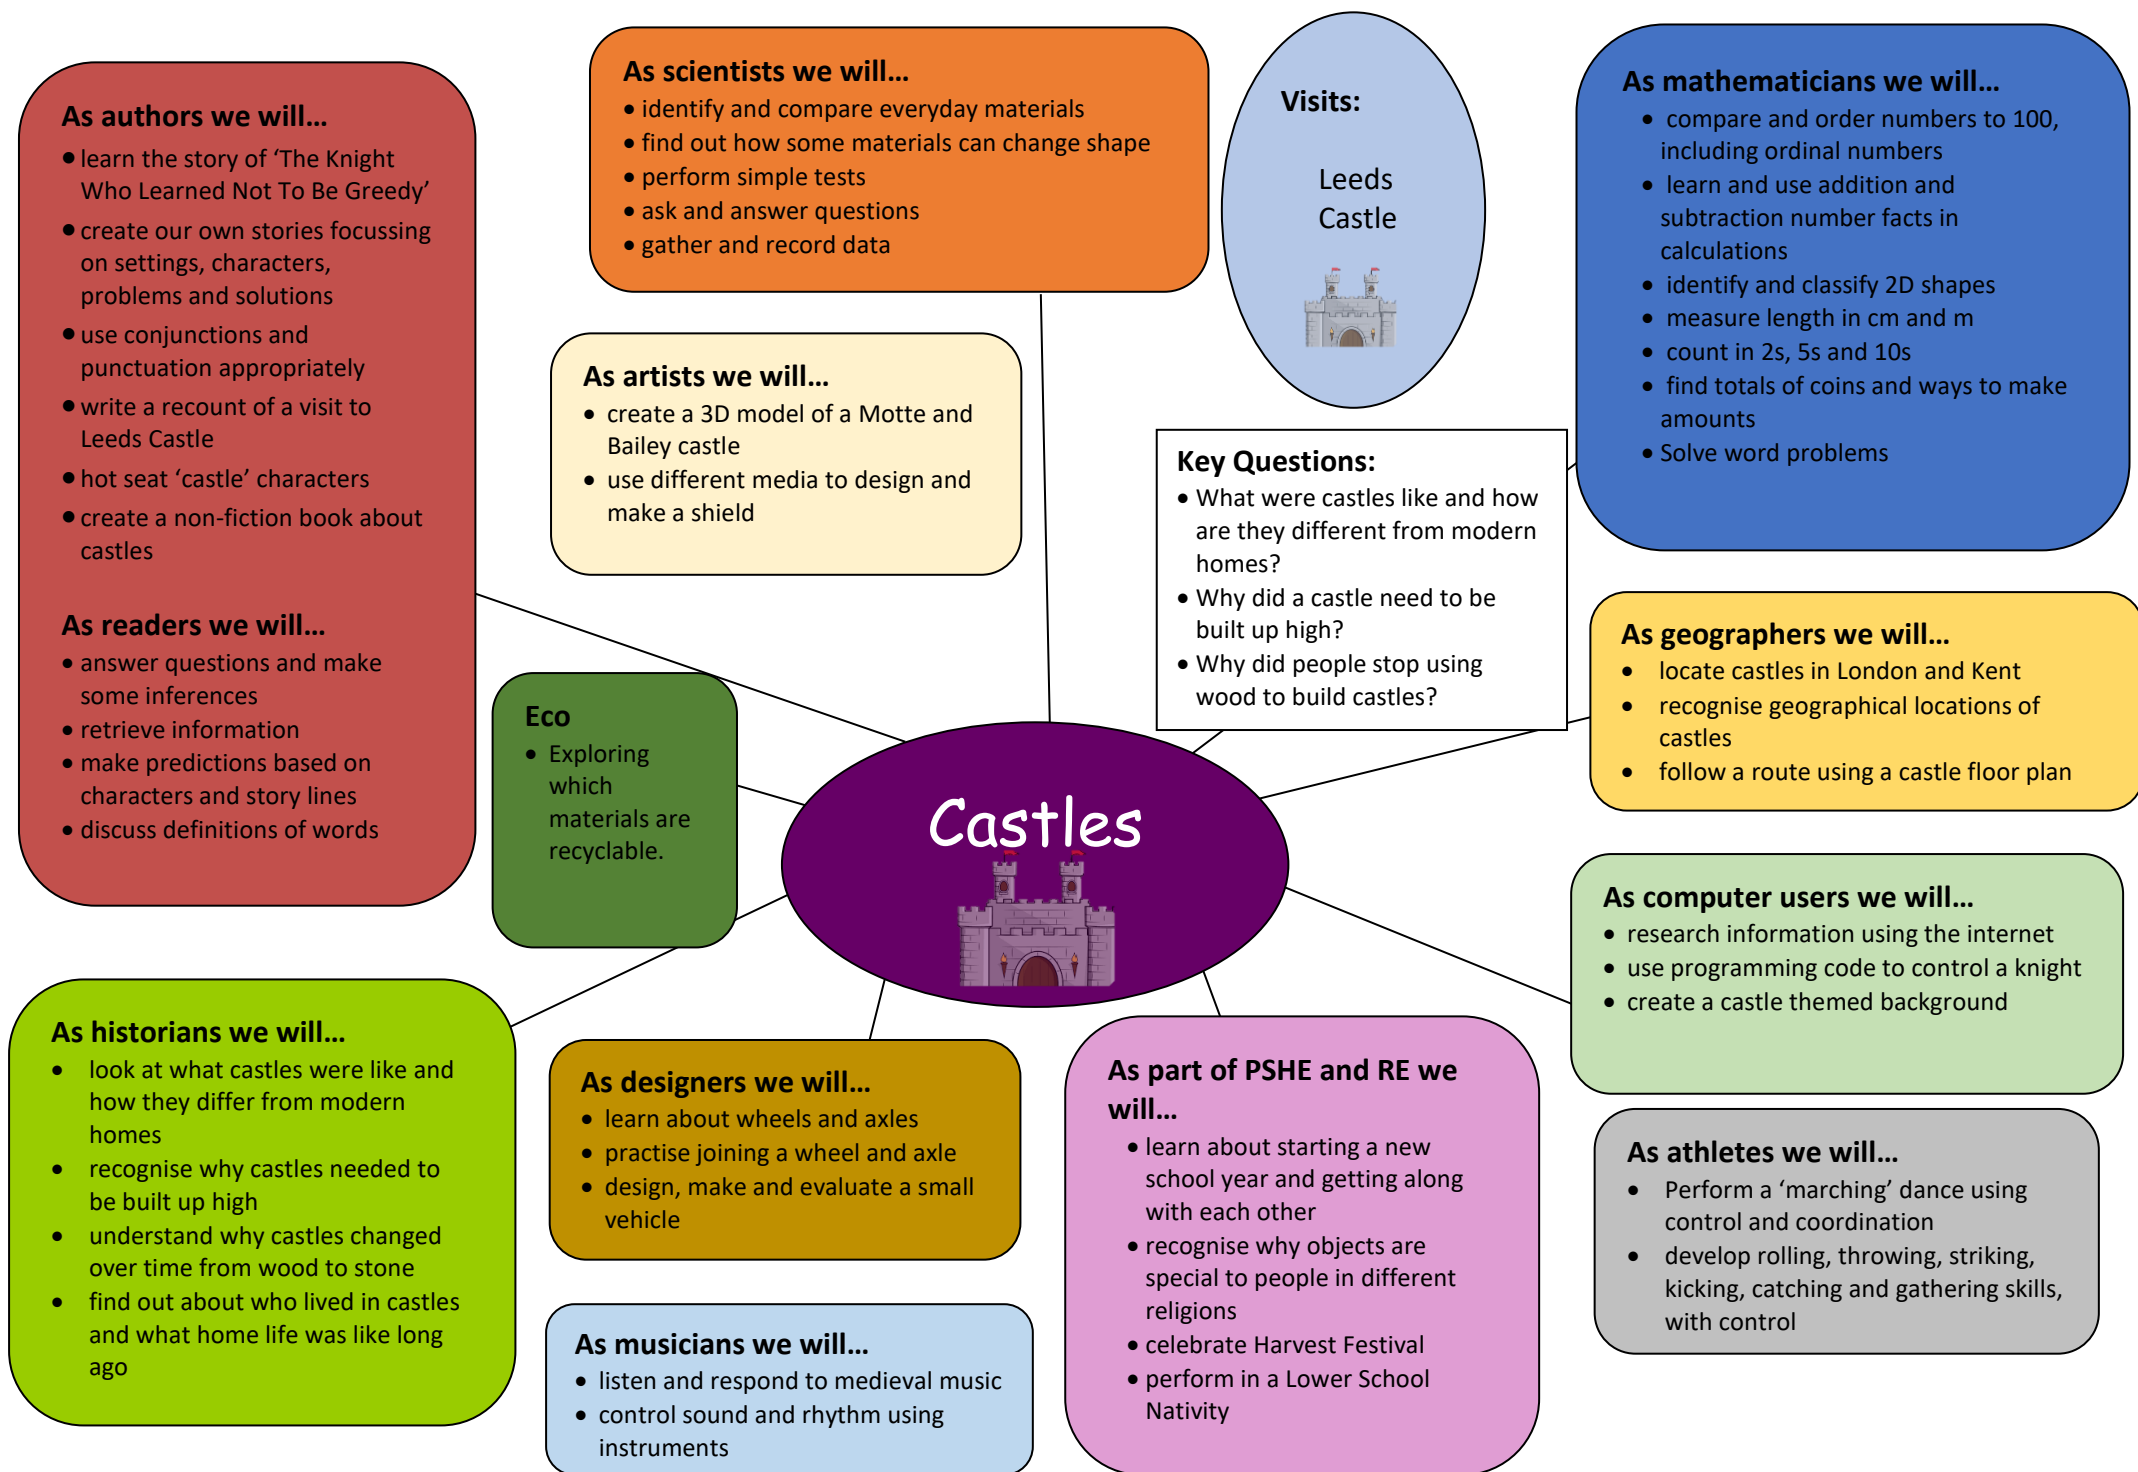 As authors we will...
• learn the story of ‘The Knight
Who Learned Not To Be Greedy’
• create our own stories focussing
on settings, characters,
problems and solutions
• use conjunctions and
punctuation appropriately
• write a recount of a visit to
Leeds Castle
• hot seat ‘castle’ characters
• create a non-fiction book about
castles
As readers we will...
• answer questions and make
some inferences
• retrieve information
• make predictions based on
characters and story lines
• discuss definitions of words
As scientists we will...
• identify and compare everyday materials
• find out how some materials can change shape
• perform simple tests
• ask and answer questions
• gather and record data
Visits:
Leeds
Castle
As mathematicians we will...
• compare and order numbers to 100,
including ordinal numbers
• learn and use addition and
subtraction number facts in
calculations
• identify and classify 2D shapes
• measure length in cm and m
• count in 2s, 5s and 10s
• find totals of coins and ways to make
amounts
• Solve word problems
As artists we will...
• create a 3D model of a Motte and
Bailey castle
• use different media to design and
make a shield
Key Questions:
• What were castles like and how
are they different from modern
homes?
• Why did a castle need to be
built up high?
• Why did people stop using
wood to build castles?
As geographers we will...
• locate castles in London and Kent
• recognise geographical locations of
castles
• follow a route using a castle floor plan
Eco
• Exploring
which
materials are
recyclable.
Castles
As computer users we will...
• research information using the internet
• use programming code to control a knight
• create a castle themed background
As historians we will...
• look at what castles were like and
how they differ from modern
homes
• recognise why castles needed to
be built up high
• understand why castles changed
over time from wood to stone
• find out about who lived in castles
and what home life was like long
ago
As designers we will...
• learn about wheels and axles
• practise joining a wheel and axle
• design, make and evaluate a small
vehicle
As part of PSHE and RE we
will...
• learn about starting a new
school year and getting along
with each other
• recognise why objects are
special to people in different
religions
• celebrate Harvest Festival
• perform in a Lower School
Nativity
As athletes we will...
• Perform a ‘marching’ dance using
control and coordination
• develop rolling, throwing, striking,
kicking, catching and gathering skills,
with control
As musicians we will...
• listen and respond to medieval music
• control sound and rhythm using
instruments